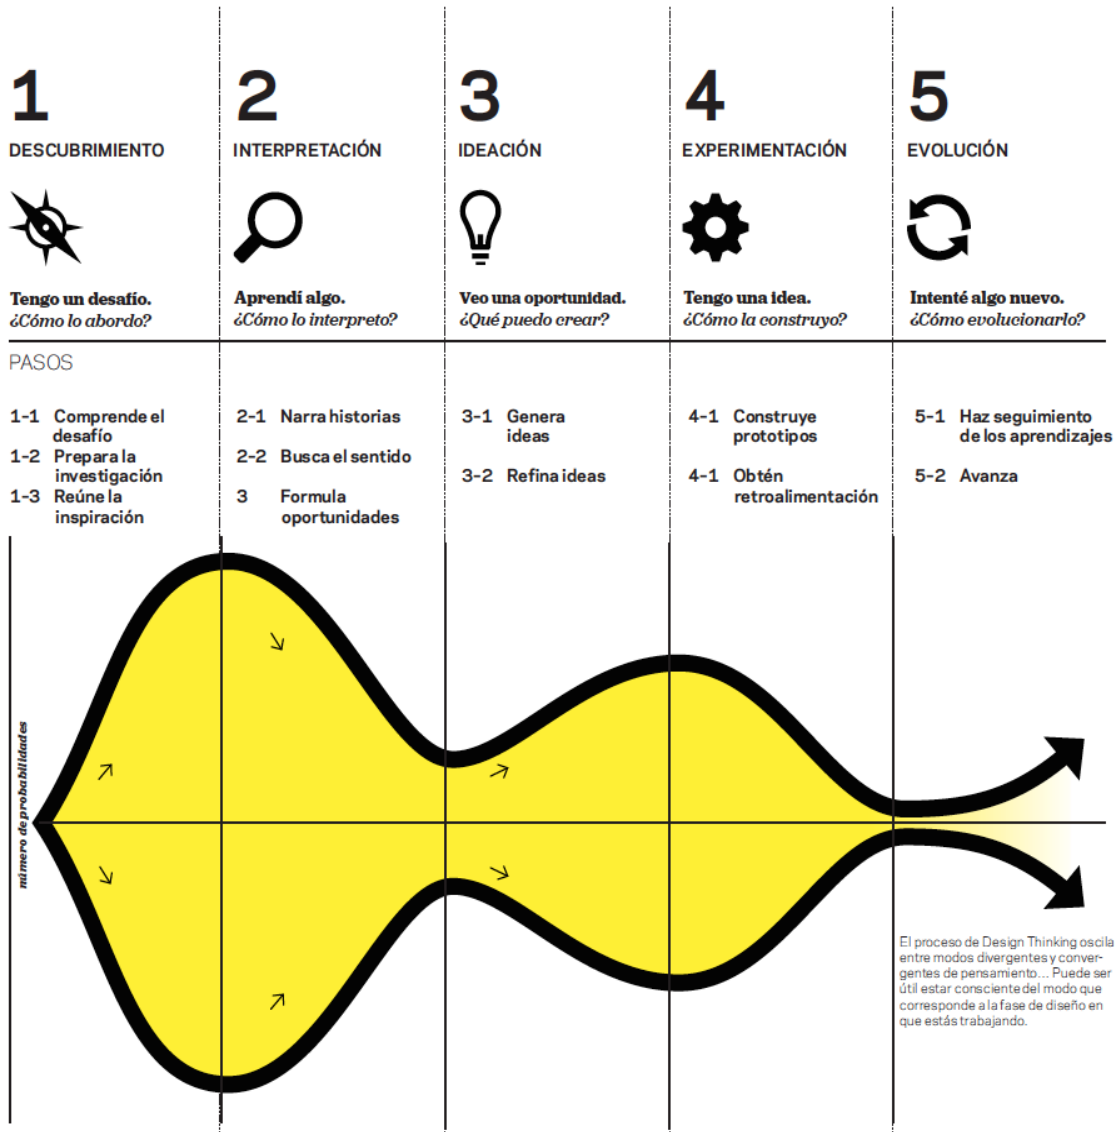 1
DESCUBRIMIENTO
Tengo un desafío.
¿Cómo lo abordo?
2
INTERPRETACIÓN
Aprendí algo.
¿Cómo lo interpreto?
3
IDEACIÓN
Veo una oportunidad.
¿Qué puedo crear?
4
EXPERIMENTACIÓN
Tengo una idea.
¿Cómo la construyo?
5
EVOLUCIÓN
Intenté algo nuevo.
¿Cómo evolucionarlo?
PASOS
1-1 Comprende el
desafío
1-2 Prepara la
investigación
1-3 Reúne la
inspiración
2-1 Narra historias
2-2 Busca el sentido
3 Formula
oportunidades
3-1 Genera
ideas
3-2 Refina ideas
4-1 Construye
prototipos
4-1 Obtén
retroalimentación
5-1 Haz seguimiento
de los aprendizajes
5-2 Avanza
número de probabilidades
El proceso de Design Thinking oscila
entre modos divergentes y conver-
gentes de pensamiento... Puede ser
útil estar consciente del modo que
corresponde a la fase de diseño en
que estás trabajando.